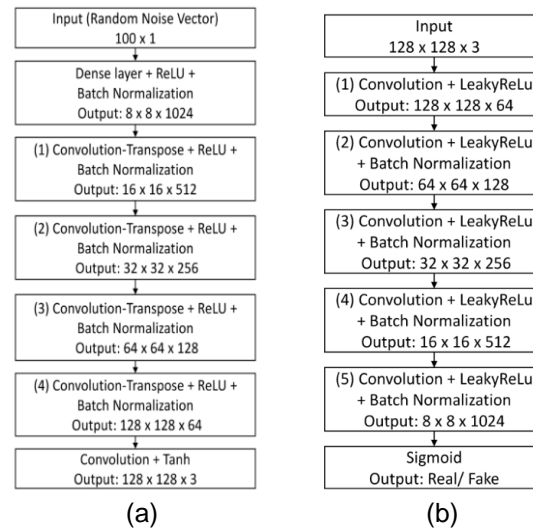 Input (Random Noise Vector)
100 x 1
Dense layer + ReLU +
Batch Normalization
Output: 8 x 8 x 1024
(1) Convolution-Transpose + ReLU +
Batch Normalization
Output: 16 x 16 x 512
(2) Convolution-Transpose + ReLU +
Batch Normalization
Output: 32 x 32 x 256
(3) Convolution-Transpose + ReLU +
Batch Normalization
Output: 64 x 64 x 128
(4) Convolution-Transpose + ReLU +
Batch Normalization
Output: 128 x 128 x 64
Convolution + Tanh
Output: 128 x 128 x 3
(a)
Input
128 x 128 x 3
(1) Convolution + LeakyReLu
Output: 128 x 128 x 64
(2) Convolution + LeakyReLu
+ Batch Normalization
Output: 64 x 64 x 128
(3) Convolution + LeakyReLu
+ Batch Normalization
Output: 32 x 32 x 256
(4) Convolution + LeakyReLu
+ Batch Normalization
Output: 16 x 16 x 512
(5) Convolution + LeakyReLu
+ Batch Normalization
Output: 8 x 8 x 1024
Sigmoid
Output: Real/ Fake
(b)